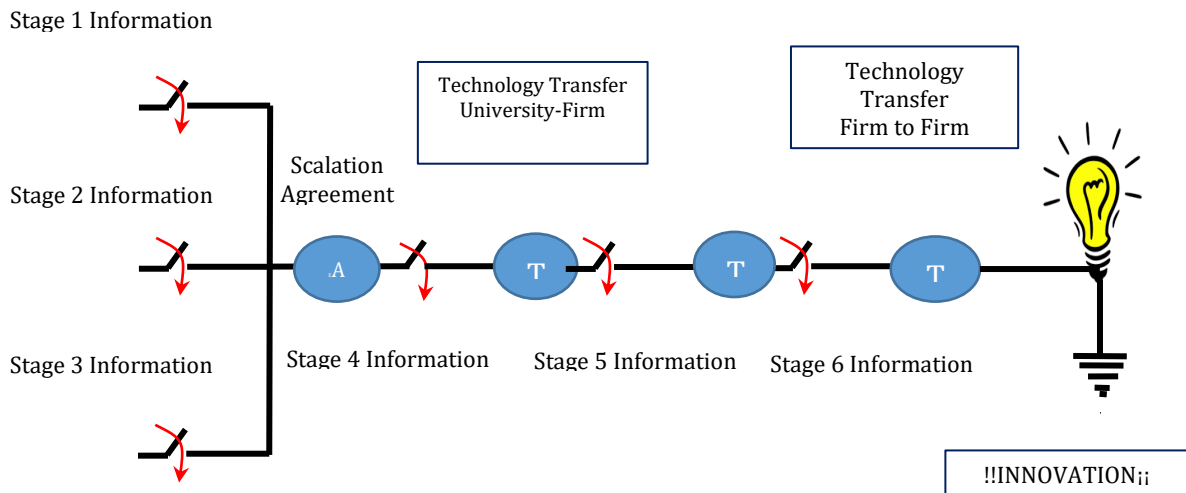 Stage 1 Information
Technology Transfer
University-Firm
Technology
Transfer
Firm to Firm
Scalation
Agreement
Stage 2 Information
A
T
T
T
Stage 3 Information
Stage 4 Information
Stage 5 Information
Stage 6 Information
!!INNOVATION¡¡